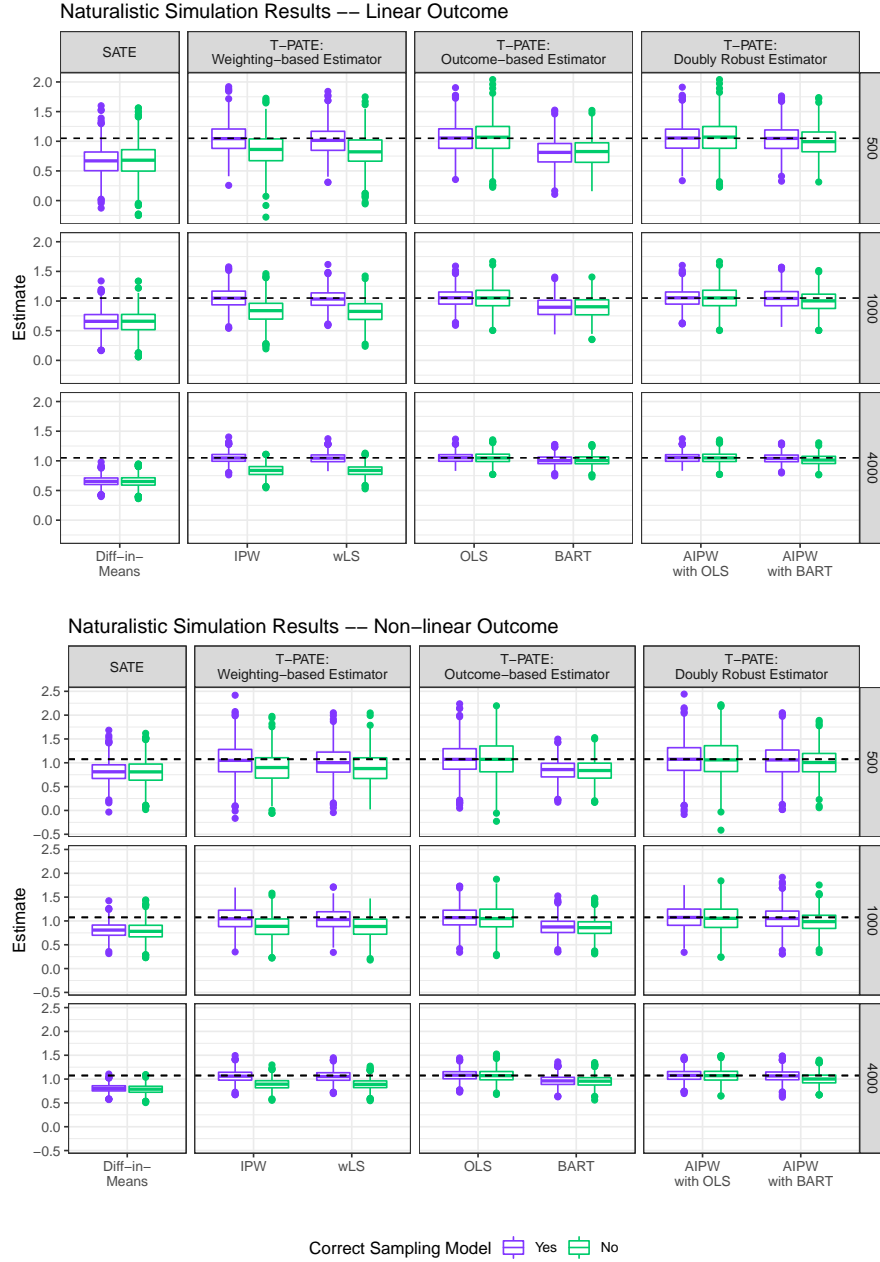 Naturalistic Simulation Results −− Linear Outcome
SATE
T−PATE:
Weighting−based Estimator
T−PATE:
Outcome−based Estimator
T−PATE:
Doubly Robust Estimator
2.0
1.5
1.0
0.5
0.0
500
2.0
1.5
1.0
0.5
0.0
1000
2.0
1.5
1.0
0.5
0.0
4000
Estimate
Diff−in−
Means
IPW
wLS
OLS
BART
AIPW
with OLS
AIPW
with BART
Naturalistic Simulation Results −− Non−linear Outcome
SATE
T−PATE:
Weighting−based Estimator
T−PATE:
Outcome−based Estimator
T−PATE:
Doubly Robust Estimator
2.5
2.0
1.5
1.0
0.5
0.0
−0.5
500
2.5
2.0
1.5
1.0
0.5
0.0
−0.5
1000
2.5
2.0
1.5
1.0
0.5
0.0
−0.5
4000
Estimate
Diff−in−
Means
IPW
wLS
OLS
BART
AIPW
with OLS
AIPW
with BART
Correct Sampling Model Yes No